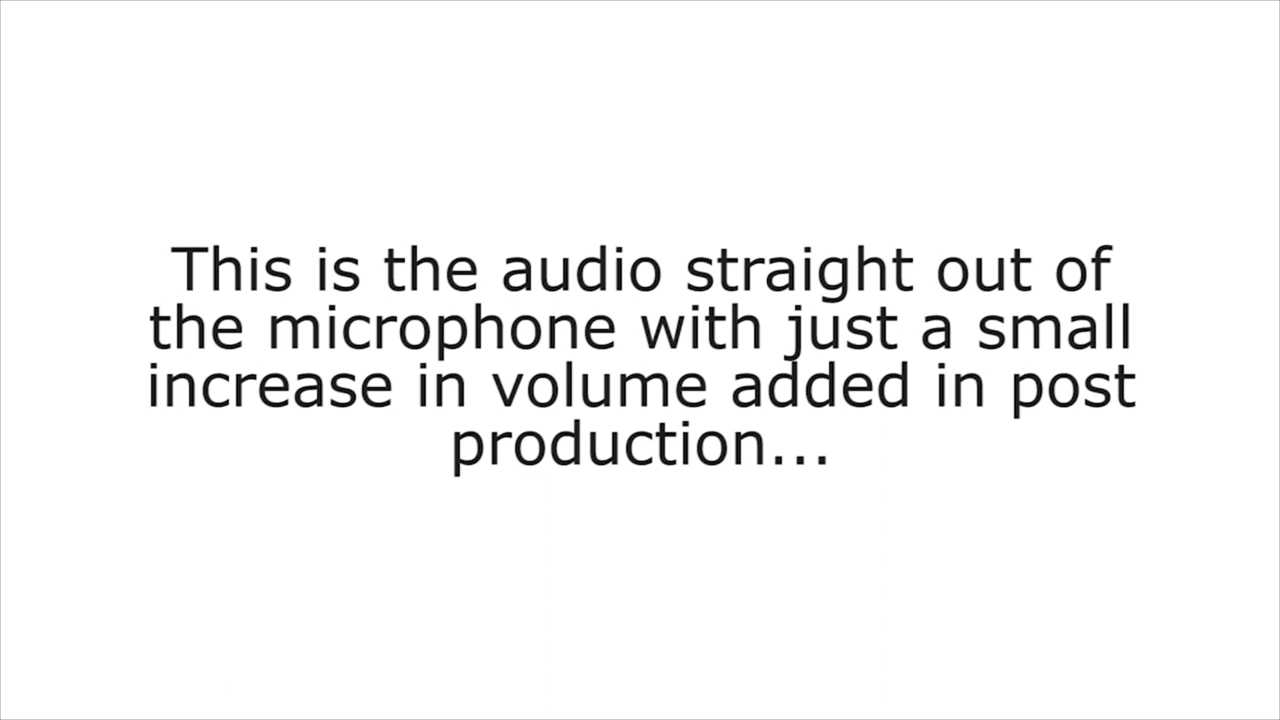 This is the audio straight out of
the microphone with just a small
increase in volume added in post
production...